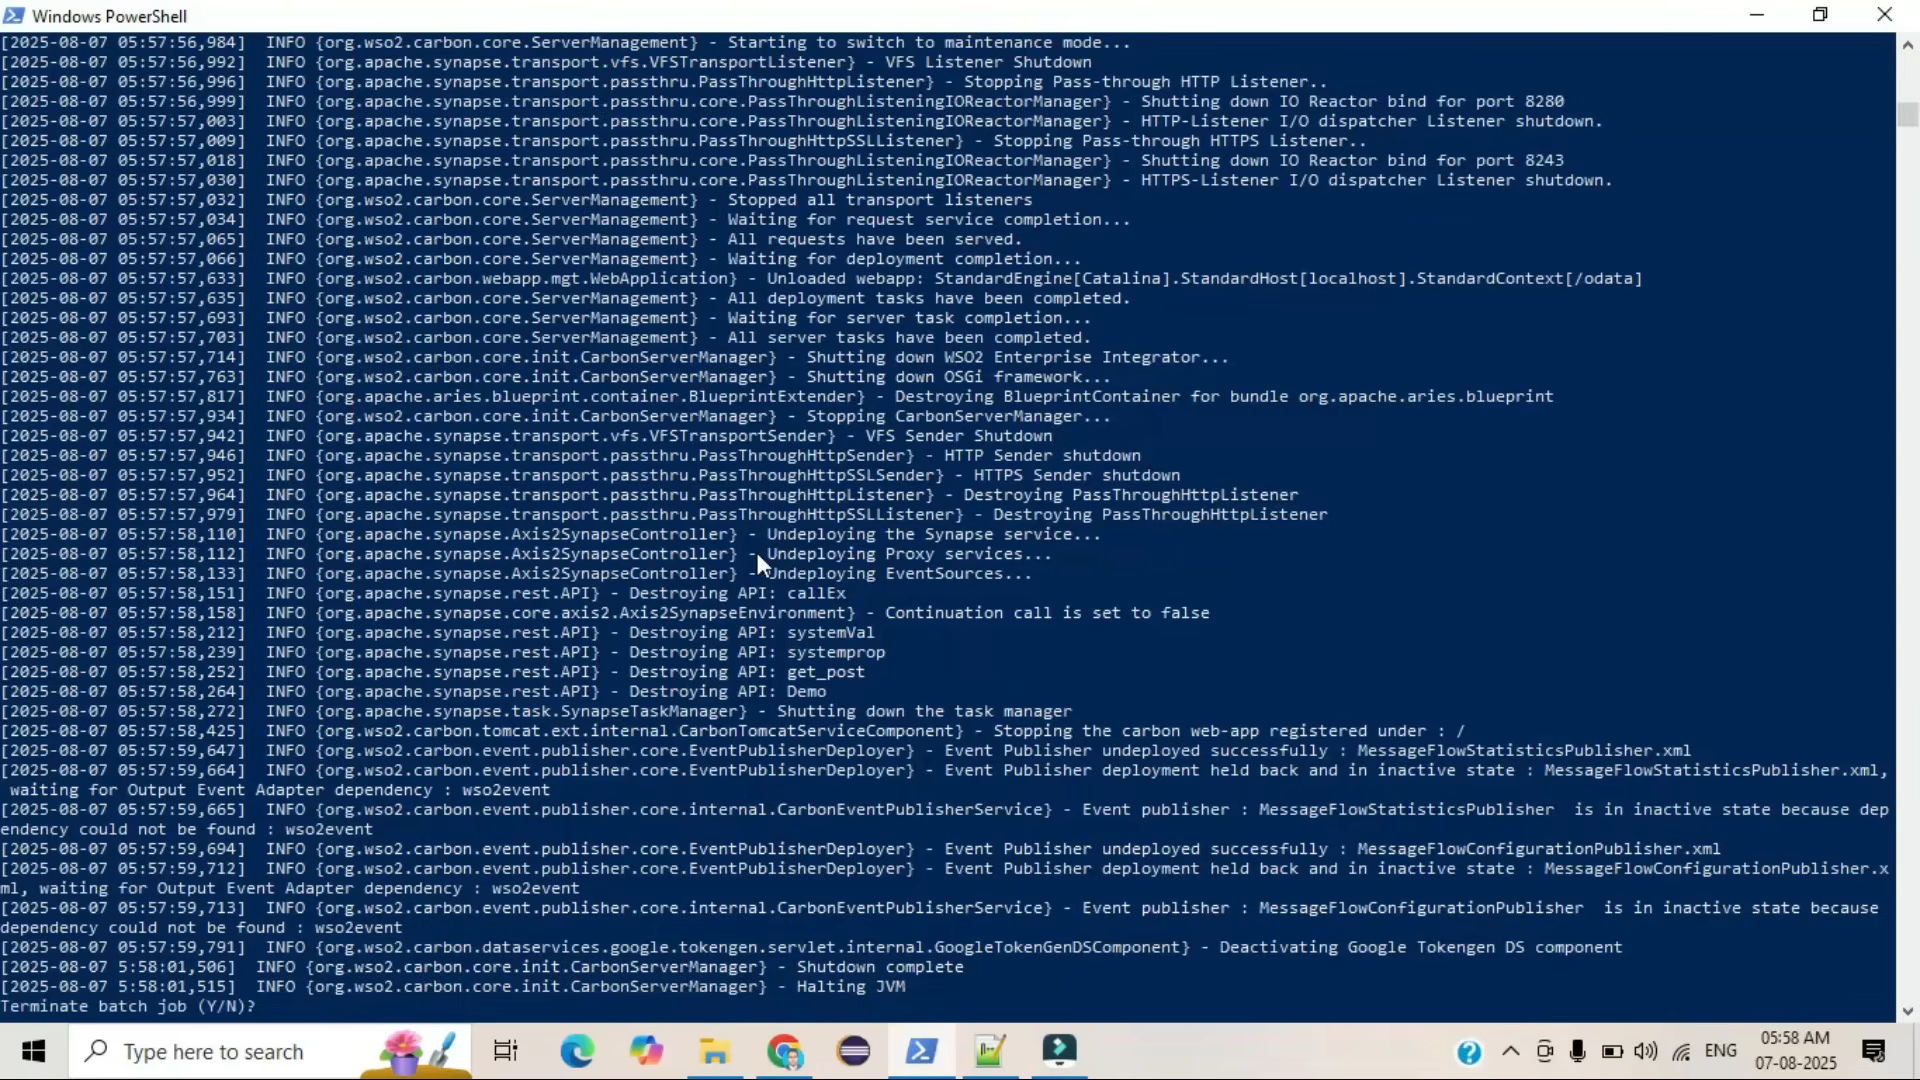 Windows PowerShell
[2025-08-07 05:57:56,984]  INFO {org.wso2.carbon.core.ServerManagement} - Starting to switch to maintenance mode...
[2025-08-07 05:57:56,992]  INFO {org.apache.synapse.transport.vfs.VFSTransportListener} - VFS Listener Shutdown
[2025-08-07 05:57:56,996]  INFO {org.apache.synapse.transport.passthru.PassThroughHttpListener} - Stopping Pass-through HTTP Listener..
[2025-08-07 05:57:56,999]  INFO {org.apache.synapse.transport.passthru.core.PassThroughListeningIOReactorManager} - Shutting down IO Reactor bind for port 8280
[2025-08-07 05:57:57,003]  INFO {org.apache.synapse.transport.passthru.core.PassThroughListeningIOReactorManager} - HTTP-Listener I/O dispatcher Listener shutdown.
[2025-08-07 05:57:57,009]  INFO {org.apache.synapse.transport.passthru.PassThroughHttpSSLListener} - Stopping Pass-through HTTPS Listener..
[2025-08-07 05:57:57,018]  INFO {org.apache.synapse.transport.passthru.core.PassThroughListeningIOReactorManager} - Shutting down IO Reactor bind for port 8243
[2025-08-07 05:57:57,030]  INFO {org.apache.synapse.transport.passthru.core.PassThroughListeningIOReactorManager} - HTTPS-Listener I/O dispatcher Listener shutdown.
[2025-08-07 05:57:57,032]  INFO {org.wso2.carbon.core.ServerManagement} - Stopped all transport listeners
[2025-08-07 05:57:57,034]  INFO {org.wso2.carbon.core.ServerManagement} - Waiting for request service completion...
[2025-08-07 05:57:57,065]  INFO {org.wso2.carbon.core.ServerManagement} - All requests have been served.
[2025-08-07 05:57:57,066]  INFO {org.wso2.carbon.core.ServerManagement} - Waiting for deployment completion...
[2025-08-07 05:57:57,633]  INFO {org.wso2.carbon.webapp.mgt.WebApplication} - Unloaded webapp: StandardEngine[Catalina].StandardHost[localhost].StandardContext[/odata]
[2025-08-07 05:57:57,635]  INFO {org.wso2.carbon.core.ServerManagement} - All deployment tasks have been completed.
[2025-08-07 05:57:57,693]  INFO {org.wso2.carbon.core.ServerManagement} - Waiting for server task completion...
[2025-08-07 05:57:57,703]  INFO {org.wso2.carbon.core.ServerManagement} - All server tasks have been completed.
[2025-08-07 05:57:57,714]  INFO {org.wso2.carbon.core.init.CarbonServerManager} - Shutting down WSO2 Enterprise Integrator...
[2025-08-07 05:57:57,763]  INFO {org.wso2.carbon.core.init.CarbonServerManager} - Shutting down OSGi framework...
[2025-08-07 05:57:57,817]  INFO {org.apache.aries.blueprint.container.BlueprintExtender} - Destroying BlueprintContainer for bundle org.apache.aries.blueprint
[2025-08-07 05:57:57,934]  INFO {org.wso2.carbon.core.init.CarbonServerManager} - Stopping CarbonServerManager...
[2025-08-07 05:57:57,942]  INFO {org.apache.synapse.transport.vfs.VFSTransportSender} - VFS Sender Shutdown
[2025-08-07 05:57:57,946]  INFO {org.apache.synapse.transport.passthru.PassThroughHttpSender} - HTTP Sender shutdown
[2025-08-07 05:57:57,952]  INFO {org.apache.synapse.transport.passthru.PassThroughHttpSSLSender} - HTTPS Sender shutdown
[2025-08-07 05:57:57,964]  INFO {org.apache.synapse.transport.passthru.PassThroughHttpListener} - Destroying PassThroughHttpListener
[2025-08-07 05:57:57,979]  INFO {org.apache.synapse.transport.passthru.PassThroughHttpSSLListener} - Destroying PassThroughHttpListener
[2025-08-07 05:57:58,110]  INFO {org.apache.synapse.Axis2SynapseController} - Undeploying the Synapse service...
[2025-08-07 05:57:58,112]  INFO {org.apache.synapse.Axis2SynapseController} - Undeploying Proxy services...
[2025-08-07 05:57:58,133]  INFO {org.apache.synapse.Axis2SynapseController} - Undeploying EventSources...
[2025-08-07 05:57:58,151]  INFO {org.apache.synapse.rest.API} - Destroying API: callEx
[2025-08-07 05:57:58,158]  INFO {org.apache.synapse.core.axis2.Axis2SynapseEnvironment} - Continuation call is set to false
[2025-08-07 05:57:58,212]  INFO {org.apache.synapse.rest.API} - Destroying API: systemVal
[2025-08-07 05:57:58,239]  INFO {org.apache.synapse.rest.API} - Destroying API: systemprop
[2025-08-07 05:57:58,252]  INFO {org.apache.synapse.rest.API} - Destroying API: get_post
[2025-08-07 05:57:58,264]  INFO {org.apache.synapse.rest.API} - Destroying API: Demo
[2025-08-07 05:57:58,272]  INFO {org.apache.synapse.task.SynapseTaskManager} - Shutting down the task manager
[2025-08-07 05:57:58,425]  INFO {org.wso2.carbon.tomcat.ext.internal.CarbonTomcatServiceComponent} - Stopping the carbon web-app registered under : /
[2025-08-07 05:57:59,647]  INFO {org.wso2.carbon.event.publisher.core.EventPublisherDeployer} - Event Publisher undeployed successfully : MessageFlowStatisticsPublisher.xml
[2025-08-07 05:57:59,664]  INFO {org.wso2.carbon.event.publisher.core.EventPublisherDeployer} - Event Publisher deployment held back and in inactive state : MessageFlowStatisticsPublisher.xml,
 waiting for Output Event Adapter dependency : wso2event
[2025-08-07 05:57:59,665]  INFO {org.wso2.carbon.event.publisher.core.internal.CarbonEventPublisherService} - Event publisher : MessageFlowStatisticsPublisher  is in inactive state because dep
endency could not be found : wso2event
[2025-08-07 05:57:59,694]  INFO {org.wso2.carbon.event.publisher.core.EventPublisherDeployer} - Event Publisher undeployed successfully : MessageFlowConfigurationPublisher.xml
[2025-08-07 05:57:59,712]  INFO {org.wso2.carbon.event.publisher.core.EventPublisherDeployer} - Event Publisher deployment held back and in inactive state : MessageFlowConfigurationPublisher.x
ml, waiting for Output Event Adapter dependency : wso2event
[2025-08-07 05:57:59,713]  INFO {org.wso2.carbon.event.publisher.core.internal.CarbonEventPublisherService} - Event publisher : MessageFlowConfigurationPublisher  is in inactive state because
dependency could not be found : wso2event
[2025-08-07 05:57:59,791]  INFO {org.wso2.carbon.dataservices.google.tokengen.servlet.internal.GoogleTokenGenDSComponent} - Deactivating Google Tokengen DS component
[2025-08-07 5:58:01,506]  INFO {org.wso2.carbon.core.init.CarbonServerManager} - Shutdown complete
[2025-08-07 5:58:01,515]  INFO {org.wso2.carbon.core.init.CarbonServerManager} - Halting JVM
Terminate batch job (Y/N)?
Type here to search
ENG
05:58 AM
07-08-2025